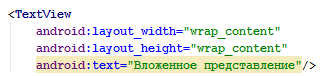 <TextView
    android:layout_width="wrap_content"
    android:layout_height="wrap_content"
    android:text="Вложенное представление"/>